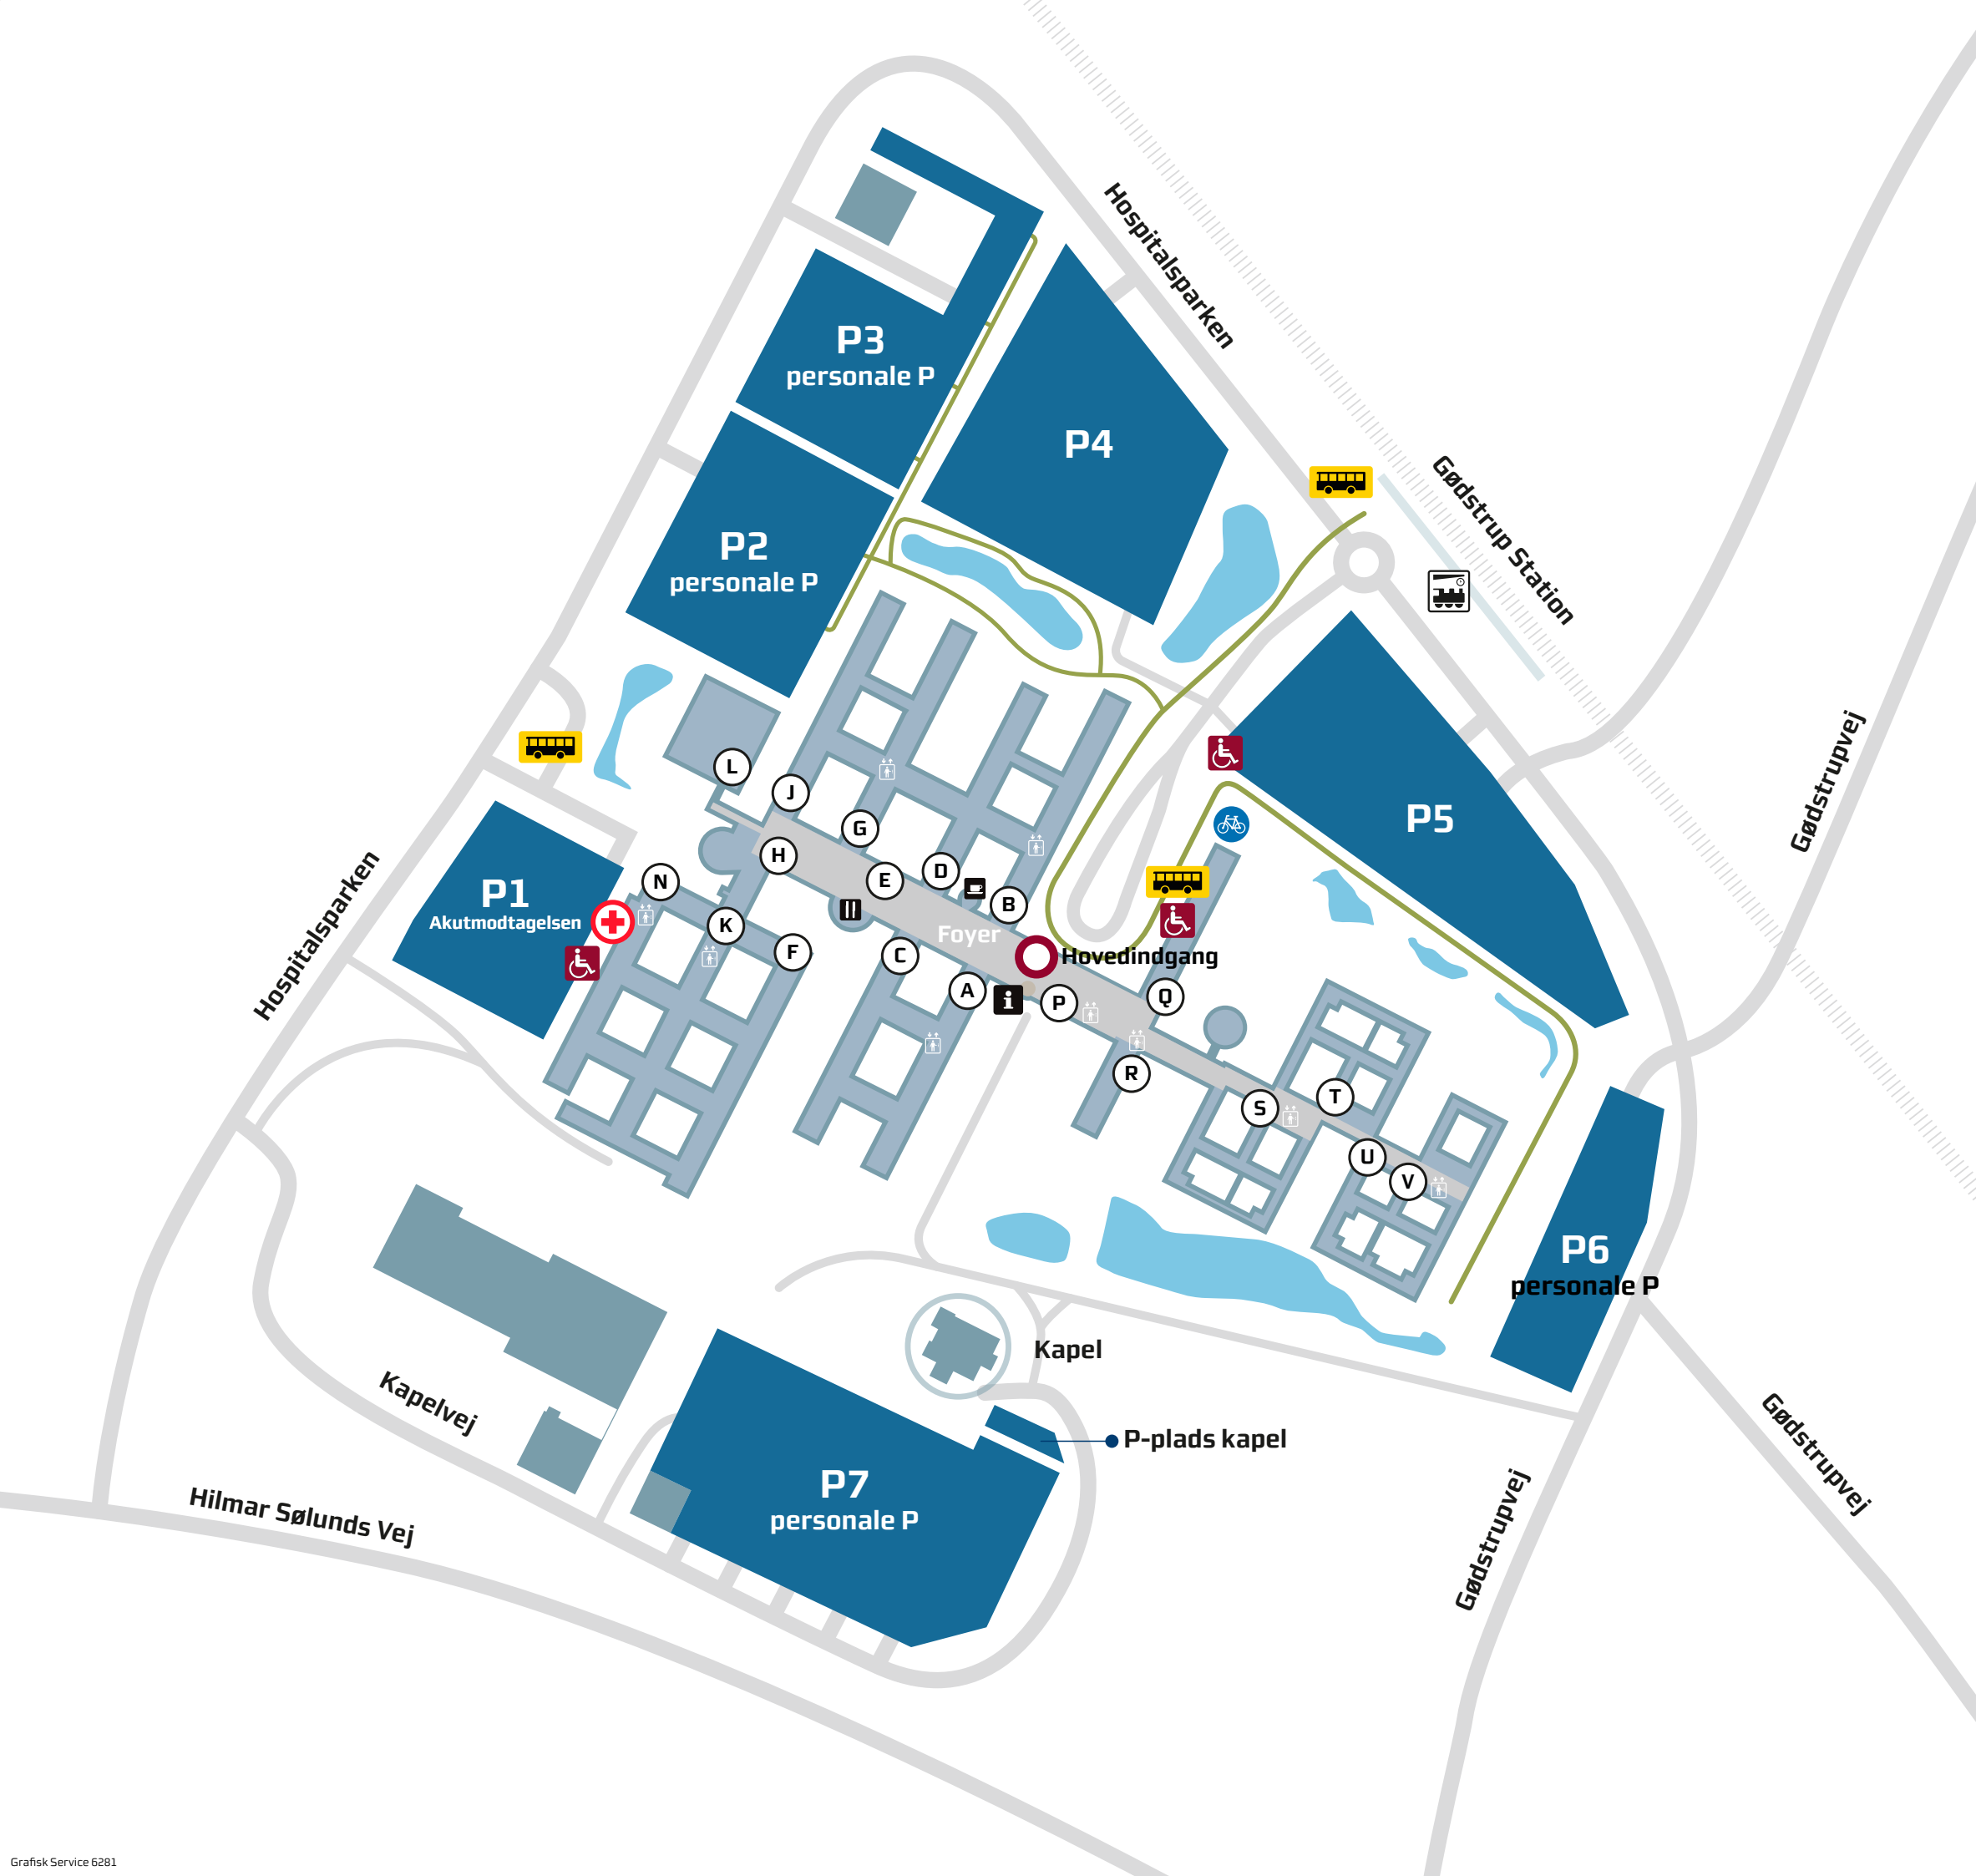 Hospitalsparken
P3
personale P
P4
Gødstrup Station
P2
personale P
Gødstrupvej
L
J
P5
G
H
E
D
N
B
P1
Akutmodtagelsen
K
Foyer
F
C
Hovedindgang
Hospitalsparken
A
i
P
Q
R
S
T
U
V
P6
personale P
Kapel
Kapelvej
P-plads kapel
Gødstrupvej
P7
personale P
Hilmar Sølunds Vej
Gødstrupvej
Grafisk Service 6281